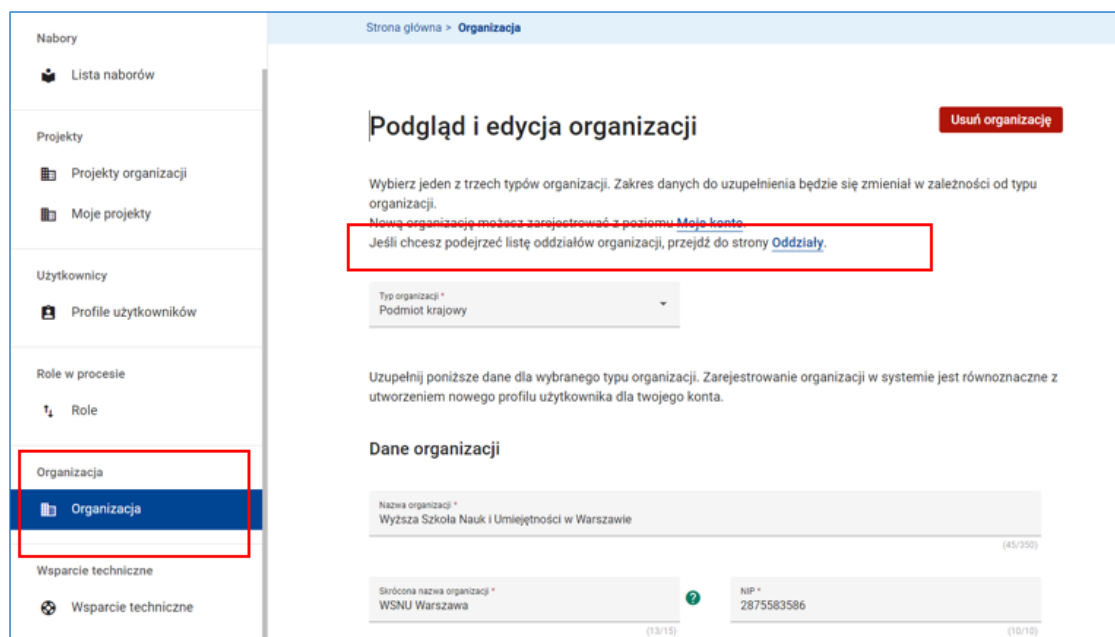 Nabory
Lista naborów
Projekty
Projekty organizacji
Moje projekty
Użytkownicy
Profile użytkowników
Role w procesie
Role
Organizacja
Organizacja
Wsparcie techniczne
Wsparcie techniczne
Strona główna > Organizacja
Podgląd i edycja organizacji
Usuń organizację
Wybierz jeden z trzech typów organizacji. Zakres danych do uzupełnienia będzie się zmieniał w zależności od typu
organizacji.
Nową organizację możesz zarejestrować z poziomu Moje konto.
Jeśli chcesz podejrzeć listę oddziałów organizacji, przejdź do strony Oddziały.
Typ organizacji *
Podmiot krajowy
Uzupełnij poniższe dane dla wybranego typu organizacji. Zarejestrowanie organizacji w systemie jest równoznaczne z
utworzeniem nowego profilu użytkownika dla twojego konta.
Dane organizacji
Nazwa organizacji *
Wyższa Szkoła Nauk i Umiejętności w Warszawie
(45/350)
Skrócona nazwa organizacji *
WSNU Warszawa
(13/15)
?
NIP *
2875583586
(10/10)